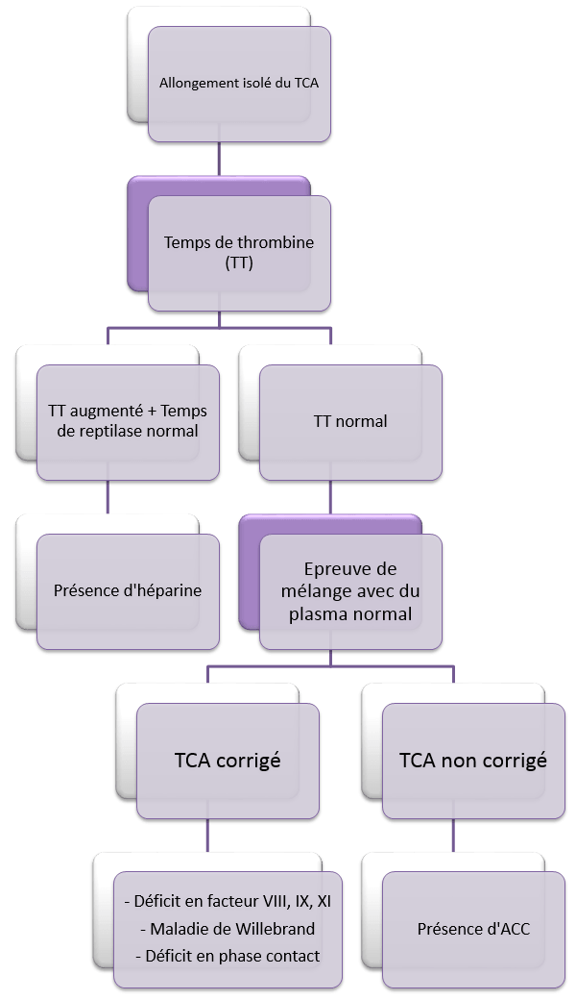 Allongement isolé du TCA
Temps de thrombine
(TT)
TT augmenté + Temps
de reptilase normal
TT normal
Présence d'héparine
Epreuve de
mélange avec du
plasma normal
TCA corrigé
TCA non corrigé
- Déficit en facteur VIII, IX, XI
- Maladie de Willebrand
- Déficit en phase contact
Présence d'ACC